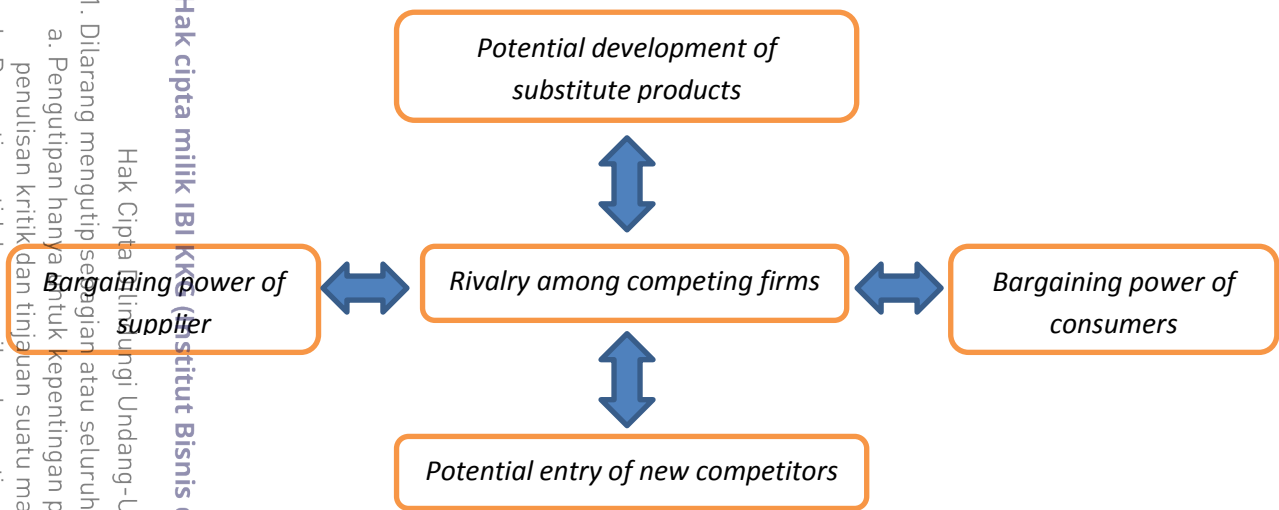 Potential development of
substitute products
Bargaining power of
supplier
Rivalry among competing firms
Bargaining power of
consumers
Potential entry of new competitors
Hak cipta milik IBI KKG (Institut Bisnis
Hak Cipta Dilindungi Undang-U
1. Dilarang mengutip sebagian atau seluruh
a. Pengutipan hanya untuk kepentingan p
penulisan kritik dan tinjauan suatu ma